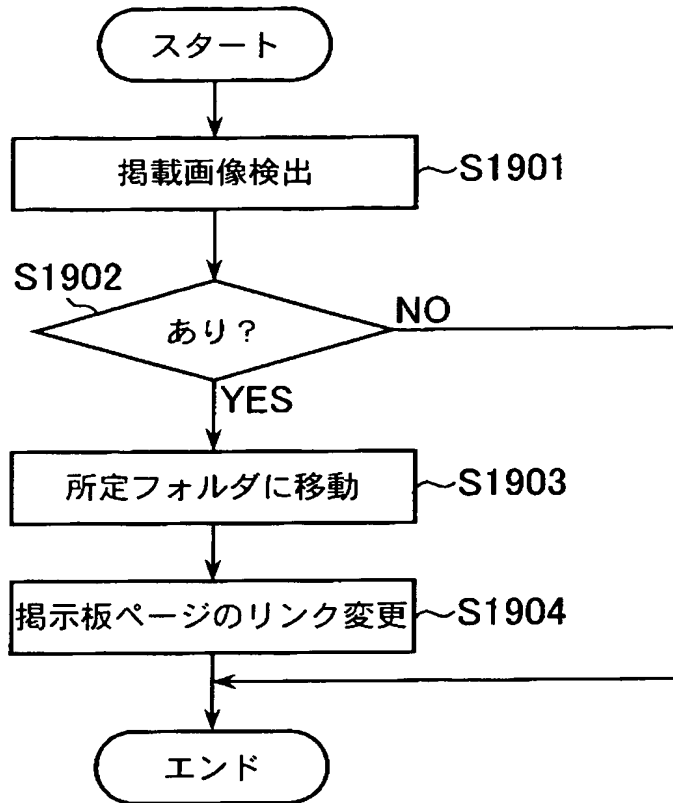 スタート
掲載画像検出
S1901
S1902
あり？
NO
YES
所定フォルダに移動
S1903
掲示板ページのリンク変更
S1904
エンド